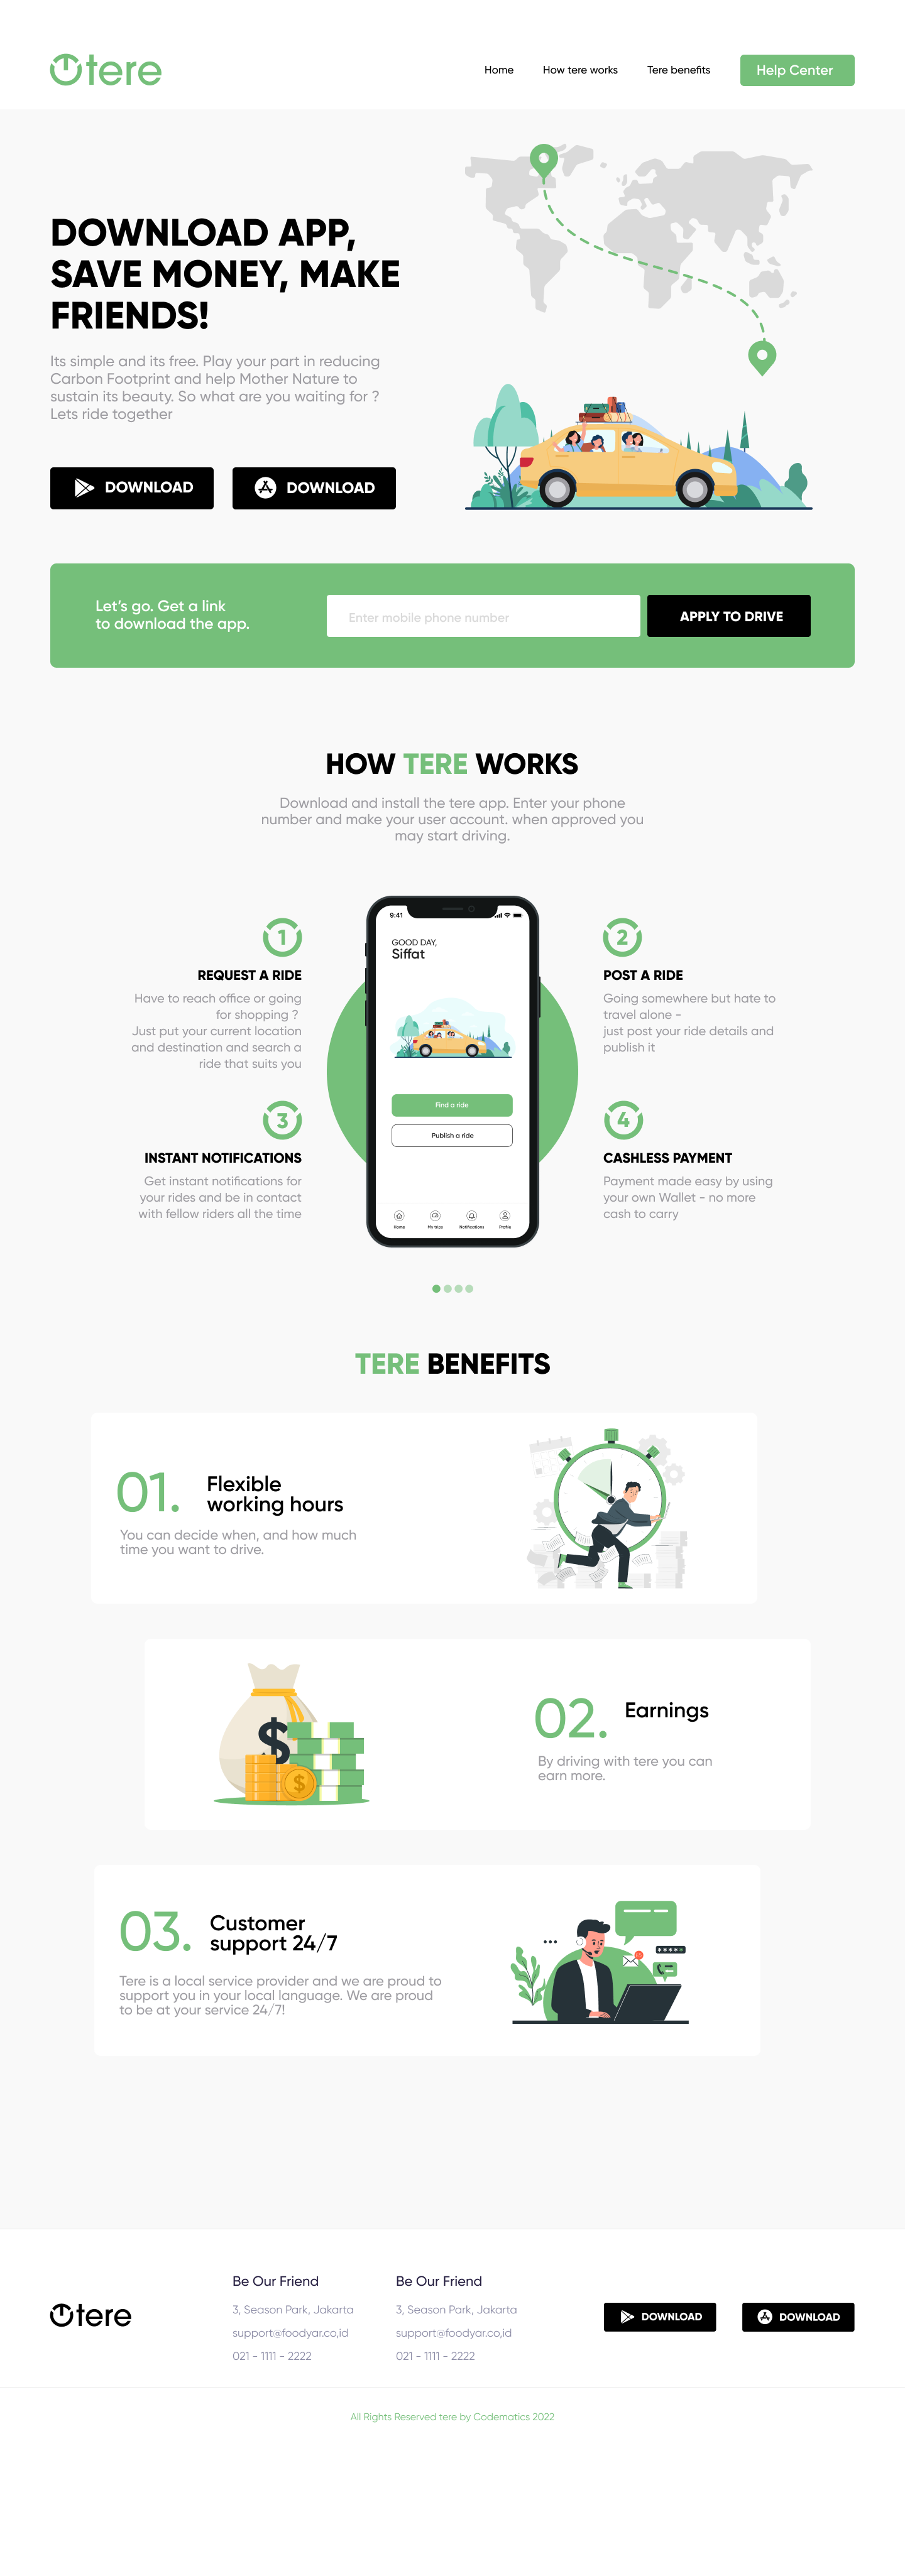 tere
Home
How tere works
Tere benefits
Help Center
DOWNLOAD APP,
SAVE MONEY, MAKE
FRIENDS!
Its simple and its free. Play your part in reducing
Carbon Footprint and help Mother Nature to
sustain its beauty. So what are you waiting for ?
Lets ride together
DOWNLOAD
DOWNLOAD
Let's go. Get a link
to download the app.
Enter mobile phone number
APPLY TO DRIVE
HOW TERE WORKS
Download and install the tere app. Enter your phone
number and make your user account. when approved you
may start driving.
1
REQUEST A RIDE
Have to reach office or going
for shopping ?
Just put your current location
and destination and search a
ride that suits you
2
POST A RIDE
Going somewhere but hate to
travel alone -
just post your ride details and
publish it
3
INSTANT NOTIFICATIONS
Get instant notifications for
your rides and be in contact
with fellow riders all the time
4
CASHLESS PAYMENT
Payment made easy by using
your own Wallet - no more
cash to carry
9:41
GOOD DAY,
Siffat
Find a ride
Publish a ride
Home
My trips
Notifications
Profile
TERE BENEFITS
01.
Flexible
working hours
You can decide when, and how much
time you want to drive.
$
$
02.
Earnings
By driving with tere you can
earn more.
03.
Customer
support 24/7
Tere is a local service provider and we are proud to
support you in your local language. We are proud
to be at your service 24/7!
tere
Be Our Friend
3, Season Park, Jakarta
support@foodyar.co,id
021 - 1111 - 2222
Be Our Friend
3, Season Park, Jakarta
support@foodyar.co,id
021 - 1111 - 2222
DOWNLOAD
DOWNLOAD
All Rights Reserved tere by Codematics 2022